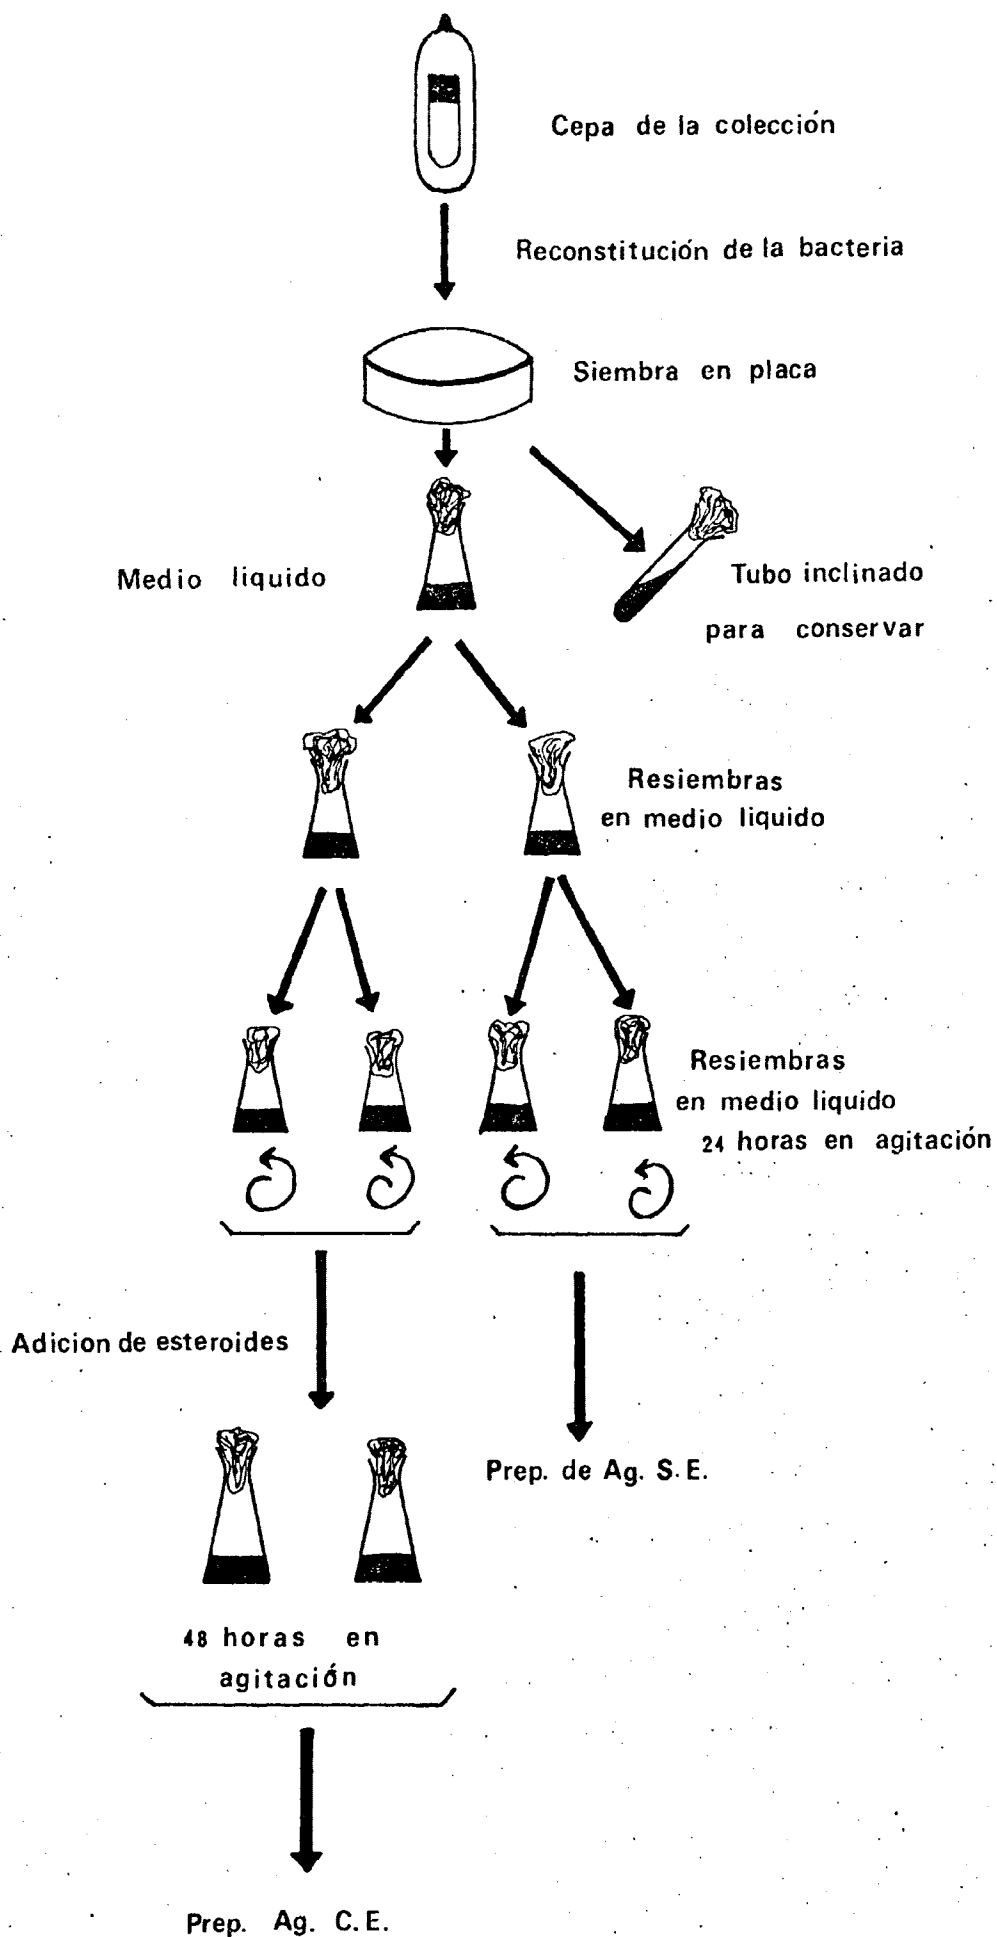 Cepa de la colección
Reconstitución de la bacteria
Siembra en placa
Medio liquido
Tubo inclinado
para conservar
Resiembras
en medio liquido
Resiembras
en medio liquido
24 horas en agitación
Adicion de esteroides
Prep. de Ag. S.E.
48 horas en
agitación
Prep. Ag. C.E.